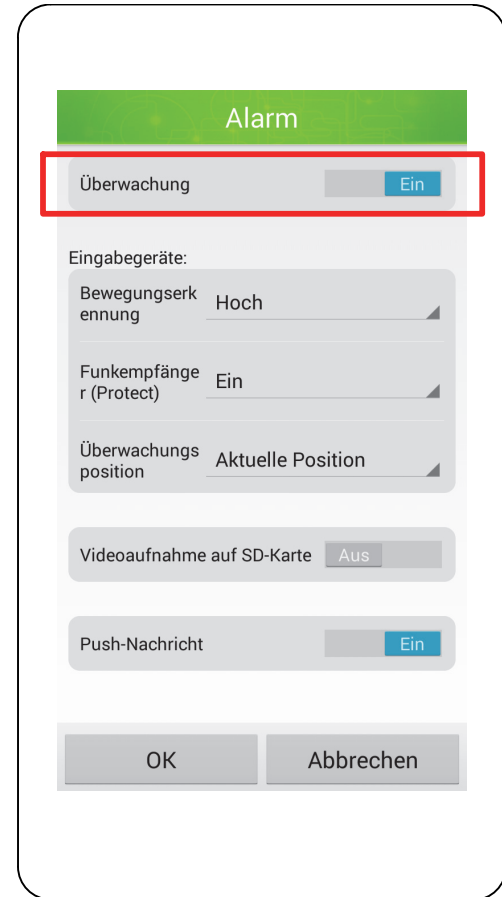 Alarm
Überwachung Ein
Eingabegeräte:
Bewegungserk
ennung
Hoch
Funkempfänge
r (Protect)
Ein
Überwachungs
position
Aktuelle Position
Videoaufnahme auf SD-Karte Aus
Push-Nachricht Ein
OK Abbrechen